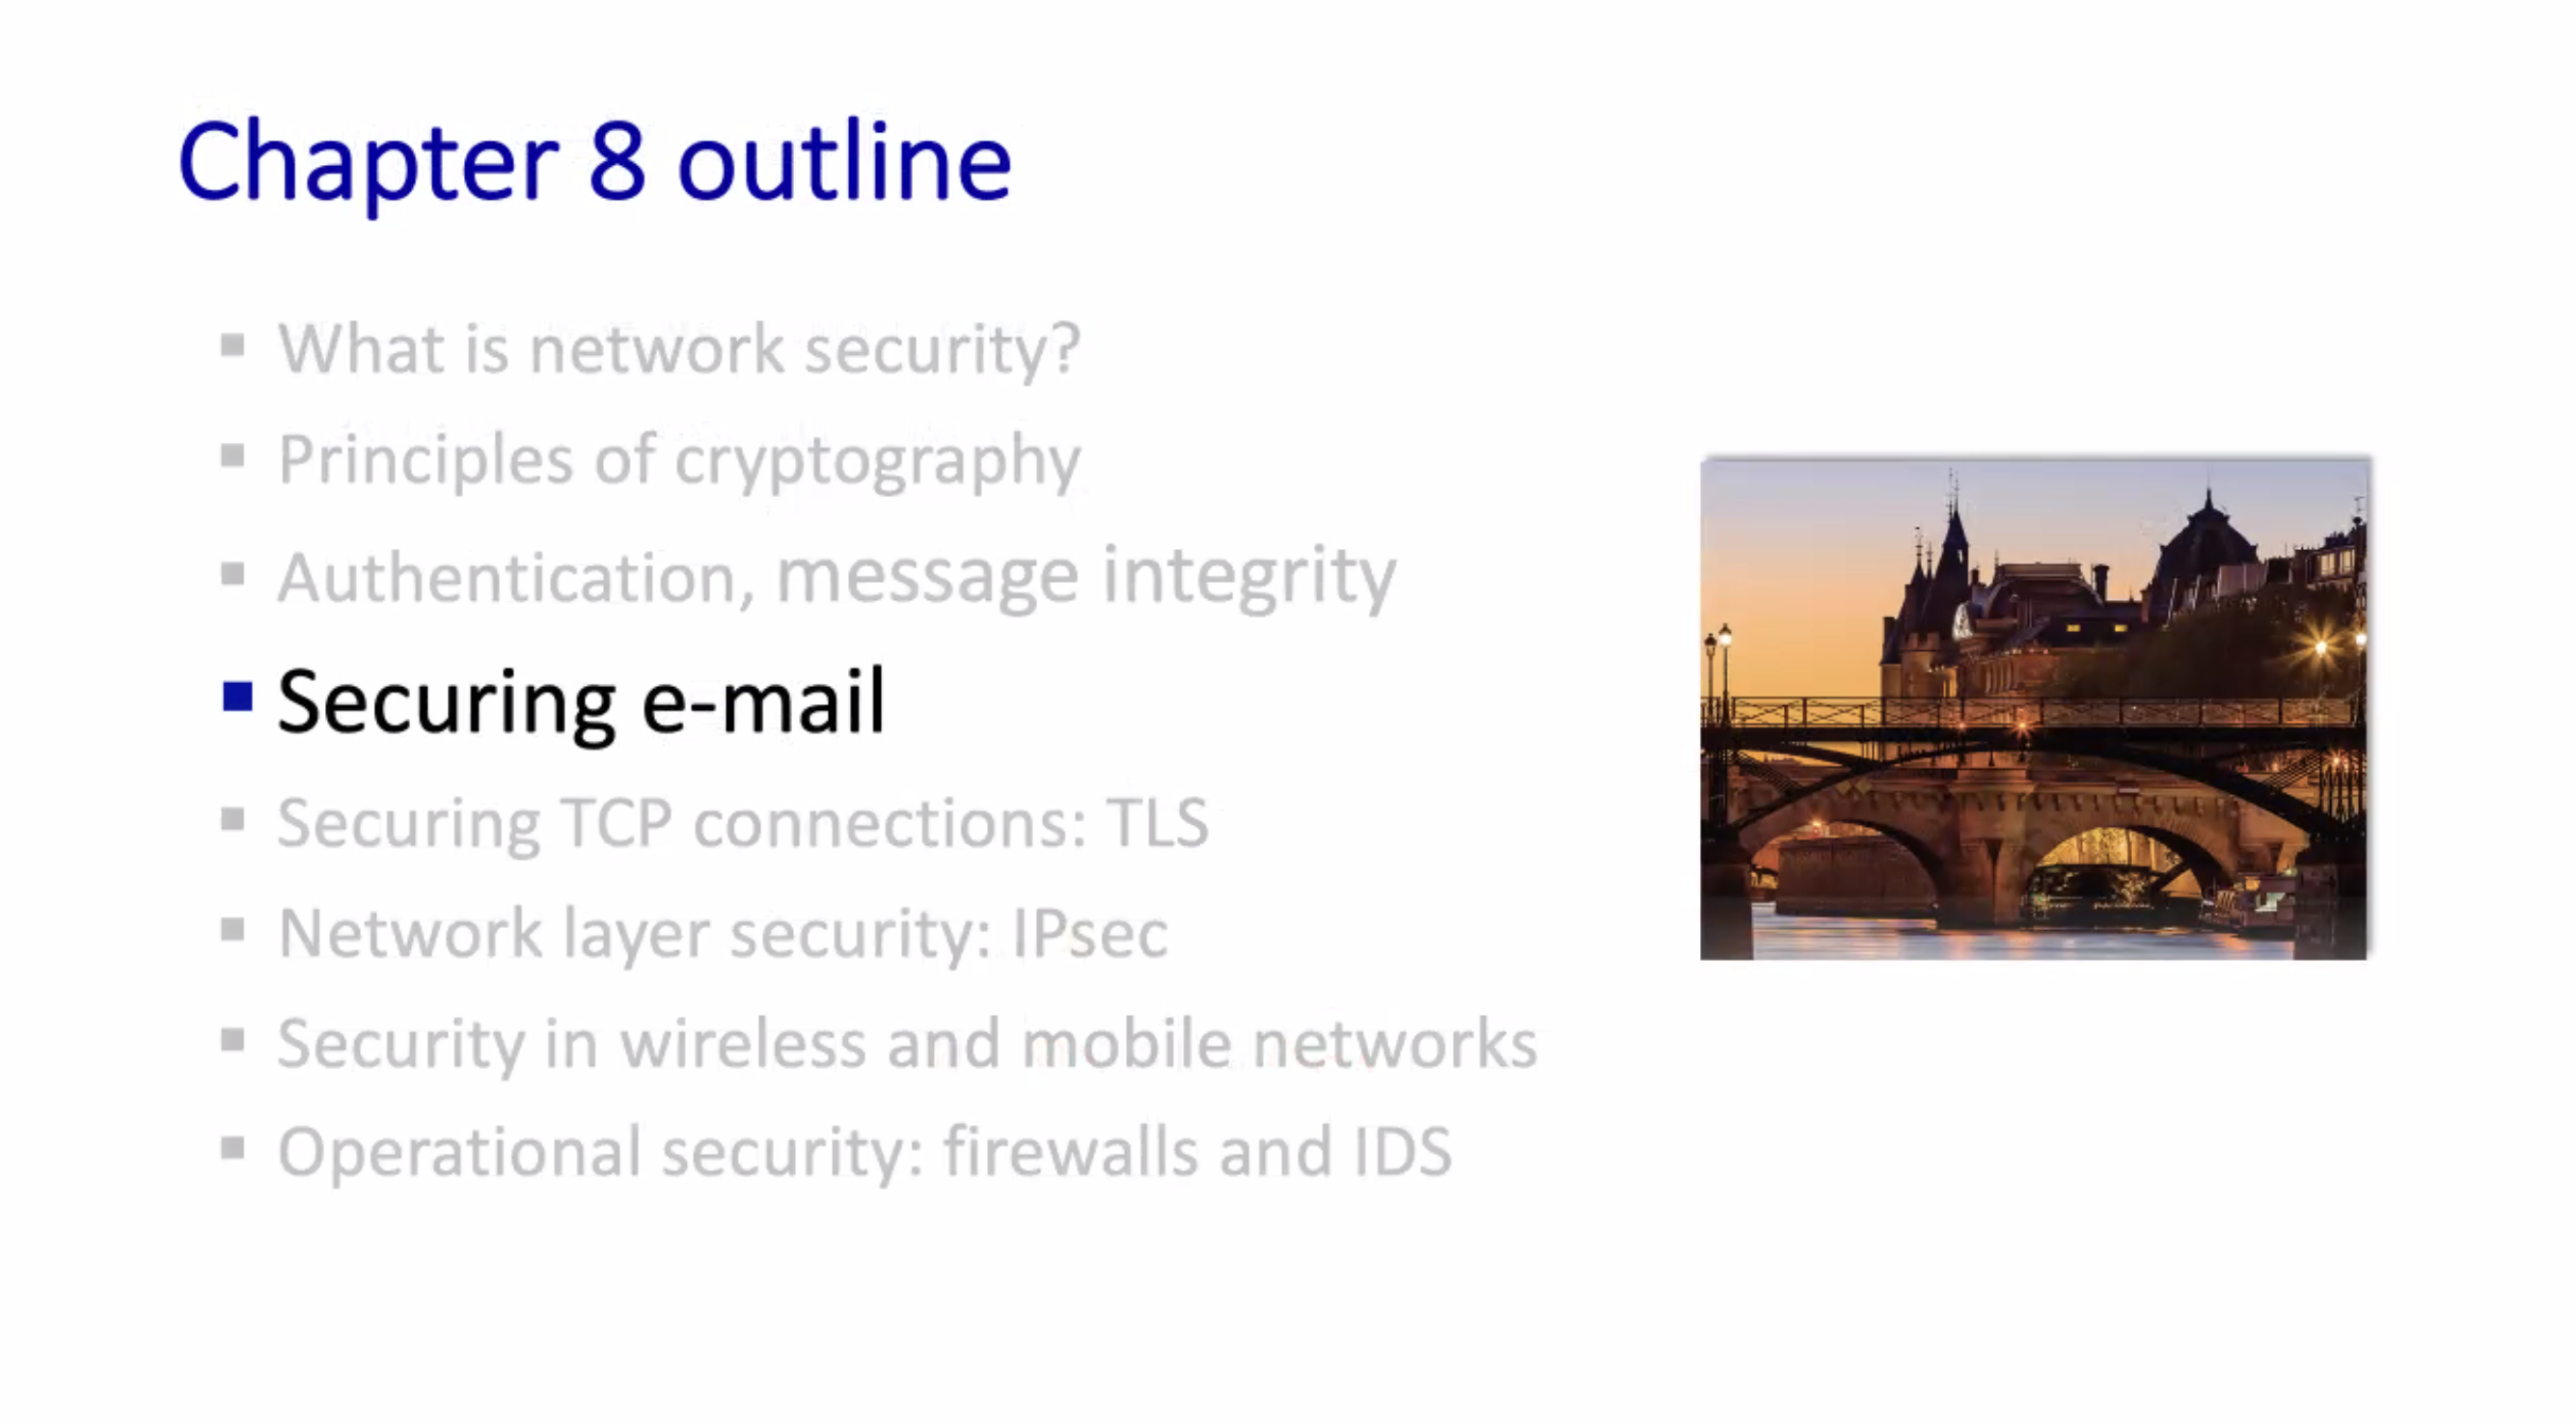 Chapter 8 outline
▪ What is network security?
▪ Principles of cryptography
▪ Authentication, message integrity
▪ Securing e-mail
▪ Securing TCP connections: TLS
▪ Network layer security: IPsec
▪ Security in wireless and mobile networks
▪ Operational security: firewalls and IDS